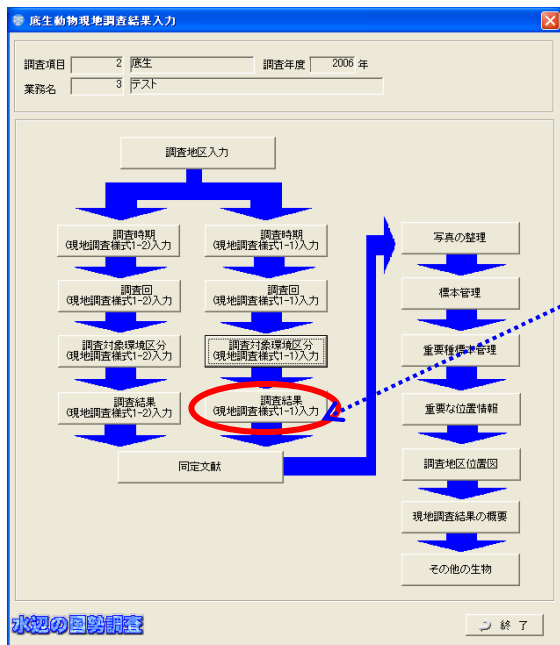 底生動物現地調査結果入力
調査項目 2 底生 調査年度 2006 年
業務名 3 テスト
調査地区入力
調査時期
(現地調査様式1-2)入力
調査回
(現地調査様式1-2)入力
調査対象環境区分
(現地調査様式1-2)入力
調査結果
(現地調査様式1-2)入力
調査時期
(現地調査様式1-1)入力
調査回
(現地調査様式1-1)入力
調査対象環境区分
(現地調査様式1-1)入力
調査結果
(現地調査様式1-1)入力
同定文献
写真の整理
標本管理
重要種標本管理
重要な位置情報
調査地区位置図
現地調査結果の概要
その他の生物
水辺の国勢調査
終 了